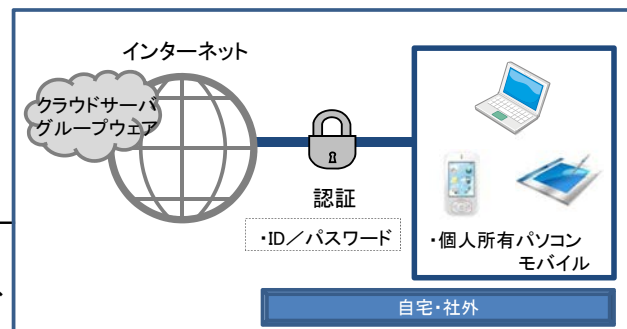 インターネット
クラウドサーバ
グループウェア
認証
・ID／パスワード
・個人所有パソコン
モバイル
自宅・社外